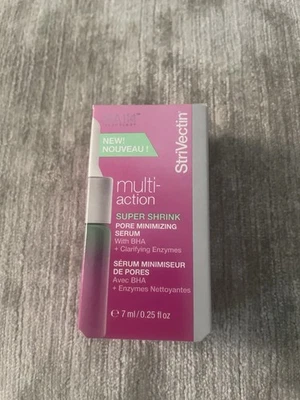 NEW!
NOUVEAU !
StriVectin®
multi-
action
SUPER SHRINK
PORE MINIMIZING
SERUM
With BHA
+ Clarifying Enzymes
SÉRUM MINIMISEUR
DE PORES
Avec BHA
+ Enzymes Nettoyantes
℮ 7 ml/0.25 fl oz